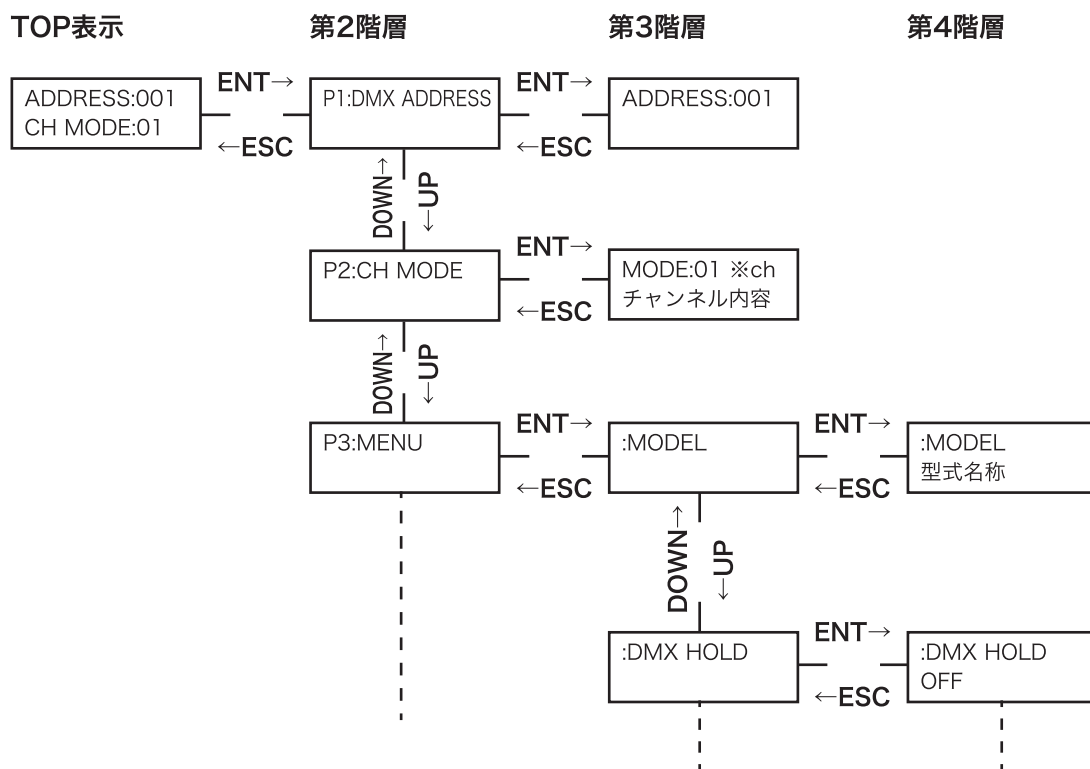 TOP表示
第2階層
第3階層
第4階層
ADDRESS:001
CH MODE:01
ENT→
←ESC
P1:DMX ADDRESS
ENT→
←ESC
ADDRESS:001
DOWN→
←UP
P2:CH MODE
ENT→
←ESC
MODE:01 ※ch
チャンネル内容
DOWN→
←UP
P3:MENU
ENT→
←ESC
:MODEL
ENT→
←ESC
:MODEL
型式名称
DOWN→
←UP
:DMX HOLD
ENT→
←ESC
:DMX HOLD
OFF